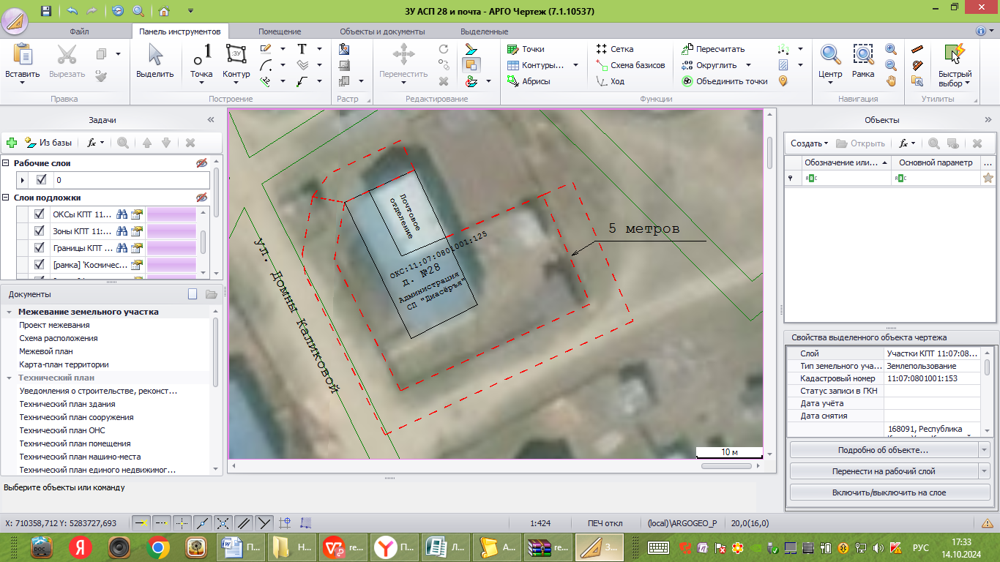 ЗУ АСП 28 и почта - АРГО Чертеж (7.1.10537)
Файл
Панель инструментов
Помещение
Объекты и документы
Выделенные
Вставить
Вырезать
Правка
Выделить
Точка
Контур
Построение
Растр
Переместить
Редактирование
Точки
Контуры...
Абрисы
Сетка
Схема базисов
Ход
Пересчитать
Округлить
Объединить точки
Функции
Центр
Рамка
Навигация
Быстрый
выбор
Утилиты
Задачи
Из базы
Рабочие слои
0
Слои подложки
ОКСы КПТ 11...
Зоны КПТ 11:...
Границы КПТ ...
[рамка] 'Космичес...
Документы
Межевание земельного участка
Проект межевания
Схема расположения
Межевой план
Карта-план территории
Технический план
Уведомления о строительстве, реконст...
Технический план здания
Технический план сооружения
Технический план ОНС
Технический план помещения
Технический план машино-места
Технический план единого недвижимог...
Почтовое
отделение
ОКС:11:07:0801001:125
д. №28
Администрация
СП "Диасёръя"
ул. Домны Каликовой
5 метров
10 м
Объекты
Создать
Открыть
Обозначение или...
Основной параметр
...
Свойства выделенного объекта чертежа
Слой
Участки КПТ 11:07:08...
Тип земельного уча...
Землепользование
Кадастровый номер
11:07:0801001:153
Статус записи в ГКН
Дата учёта
Дата снятия
168091, Республика
Подробно об объекте...
Перенести на рабочий слой
Включить/выключить на слое
Выберите объекты или команду
X: 710358,712 Y: 5283727,693
1:424
ПЕЧ откл
(local)\ARGOGEO_P
20,0(16,0)
П...
Н...
re...
П...
Л...
А...
re...
З...
РУС
17:33
14.10.2024